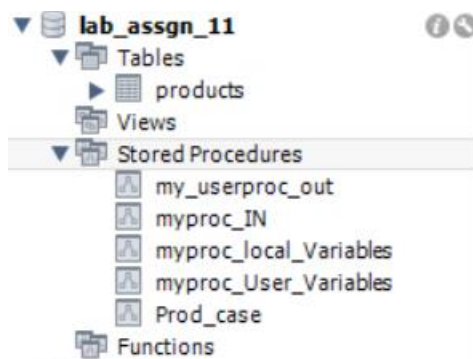 lab_assgn_11
Tables
products
Views
Stored Procedures
my_userproc_out
myproc_IN
myproc_local_Variables
myproc_User_Variables
Prod_case
Functions